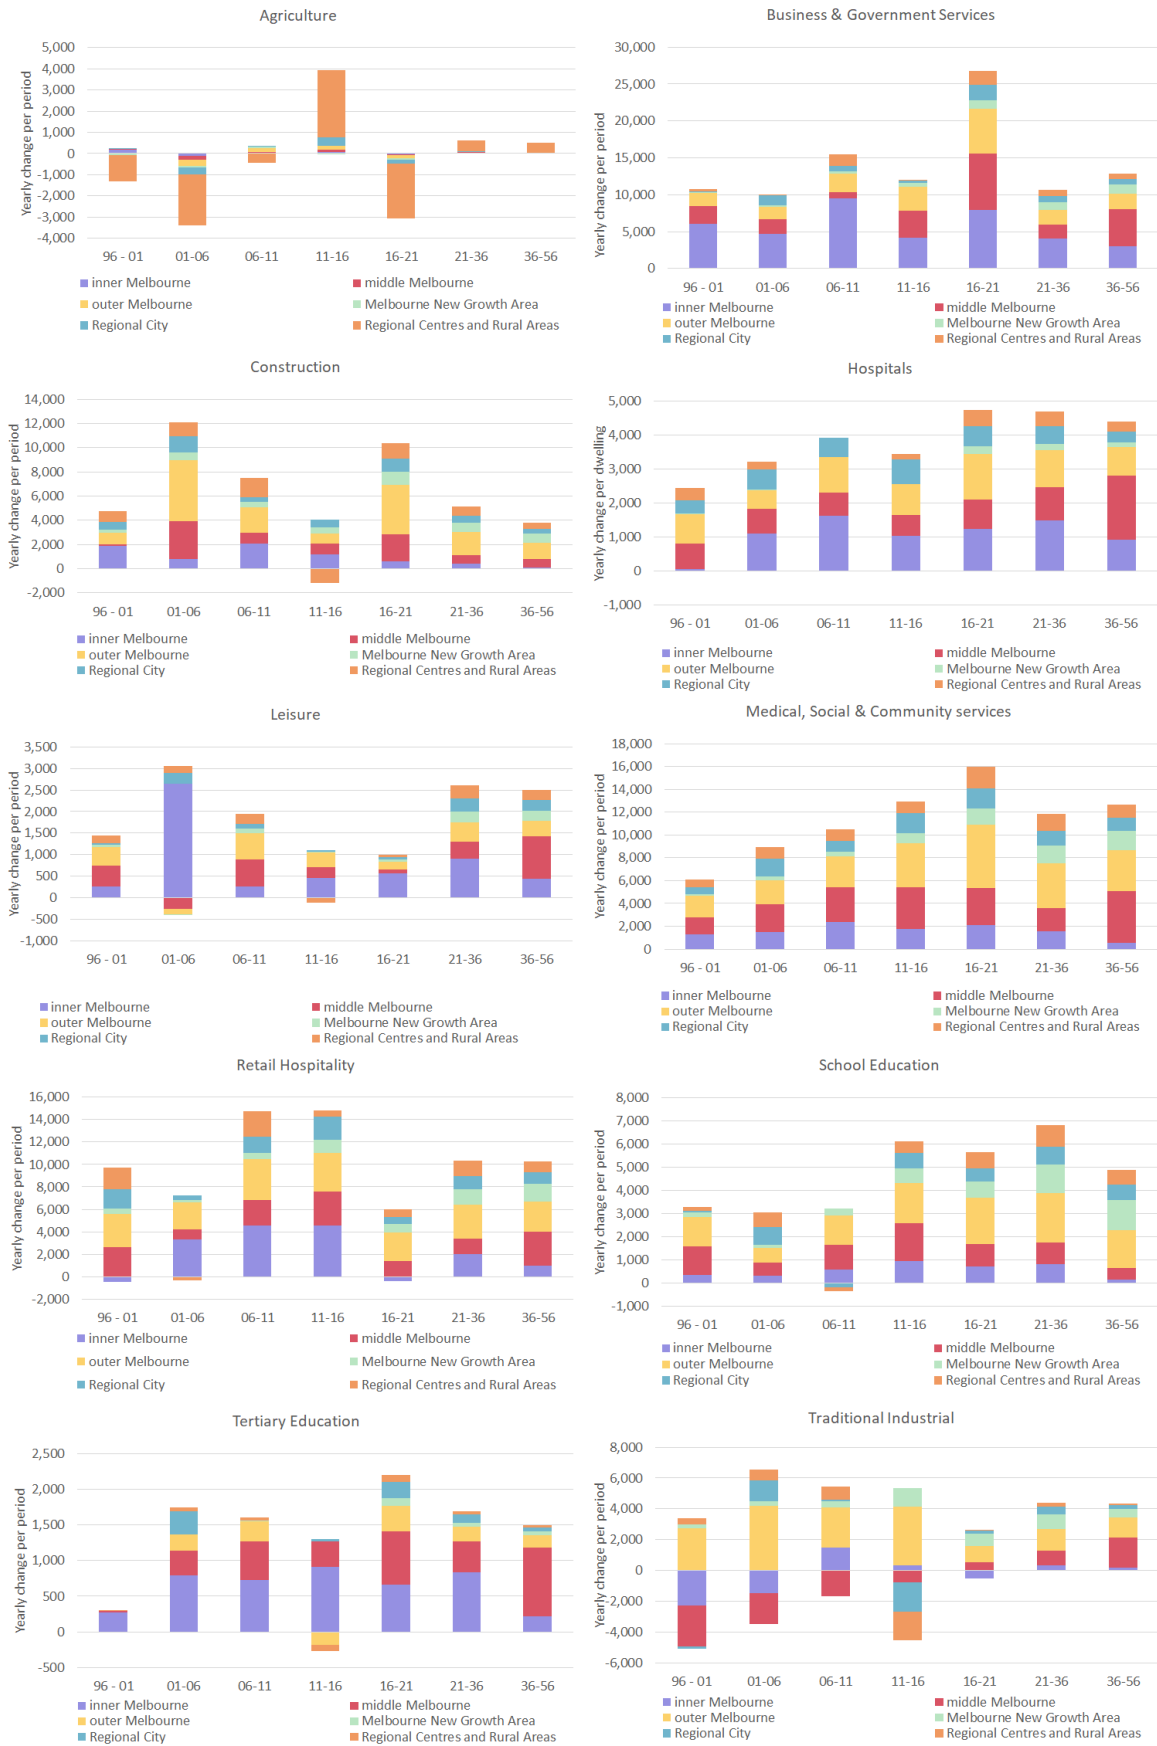 Agriculture
Yearly change per period
5,000
4,000
3,000
2,000
1,000
0
-1,000
-2,000
-3,000
-4,000
96 - 01 01-06 06-11 11-16 16-21 21-36 36-56
inner Melbourne middle Melbourne
outer Melbourne Melbourne New Growth Area
Regional City Regional Centres and Rural Areas
Business & Government Services
Yearly change per period
30,000
25,000
20,000
15,000
10,000
5,000
0
96 - 01 01-06 06-11 11-16 16-21 21-36 36-56
inner Melbourne middle Melbourne
outer Melbourne Melbourne New Growth Area
Regional City Regional Centres and Rural Areas
Construction
Yearly change per period
14,000
12,000
10,000
8,000
6,000
4,000
2,000
0
-2,000
96 - 01 01-06 06-11 11-16 16-21 21-36 36-56
inner Melbourne middle Melbourne
outer Melbourne Melbourne New Growth Area
Regional City Regional Centres and Rural Areas
Hospitals
Yearly change per dwelling
5,000
4,000
3,000
2,000
1,000
0
-1,000
96 - 01 01-06 06-11 11-16 16-21 21-36 36-56
inner Melbourne middle Melbourne
outer Melbourne Melbourne New Growth Area
Regional City Regional Centres and Rural Areas
Leisure
Yearly change per period
3,500
3,000
2,500
2,000
1,500
1,000
500
0
-500
-1,000
96 - 01 01-06 06-11 11-16 16-21 21-36 36-56
inner Melbourne middle Melbourne
outer Melbourne Melbourne New Growth Area
Regional City Regional Centres and Rural Areas
Medical, Social & Community services
Yearly change per period
18,000
16,000
14,000
12,000
10,000
8,000
6,000
4,000
2,000
0
96 - 01 01-06 06-11 11-16 16-21 21-36 36-56
inner Melbourne middle Melbourne
outer Melbourne Melbourne New Growth Area
Regional City Regional Centres and Rural Areas
Retail Hospitality
Yearly change per period
16,000
14,000
12,000
10,000
8,000
6,000
4,000
2,000
0
-2,000
96 - 01 01-06 06-11 11-16 16-21 21-36 36-56
inner Melbourne middle Melbourne
outer Melbourne Melbourne New Growth Area
Regional City Regional Centres and Rural Areas
School Education
Yearly change per period
8,000
7,000
6,000
5,000
4,000
3,000
2,000
1,000
0
-1,000
96 - 01 01-06 06-11 11-16 16-21 21-36 36-56
inner Melbourne middle Melbourne
outer Melbourne Melbourne New Growth Area
Regional City Regional Centres and Rural Areas
Tertiary Education
Yearly change per period
2,500
2,000
1,500
1,000
500
0
-500
96 - 01 01-06 06-11 11-16 16-21 21-36 36-56
inner Melbourne middle Melbourne
outer Melbourne Melbourne New Growth Area
Regional City Regional Centres and Rural Areas
Traditional Industrial
Yearly change per period
8,000
6,000
4,000
2,000
0
-2,000
-4,000
-6,000
96 - 01 01-06 06-11 11-16 16-21 21-36 36-56
inner Melbourne middle Melbourne
outer Melbourne Melbourne New Growth Area
Regional City Regional Centres and Rural Areas